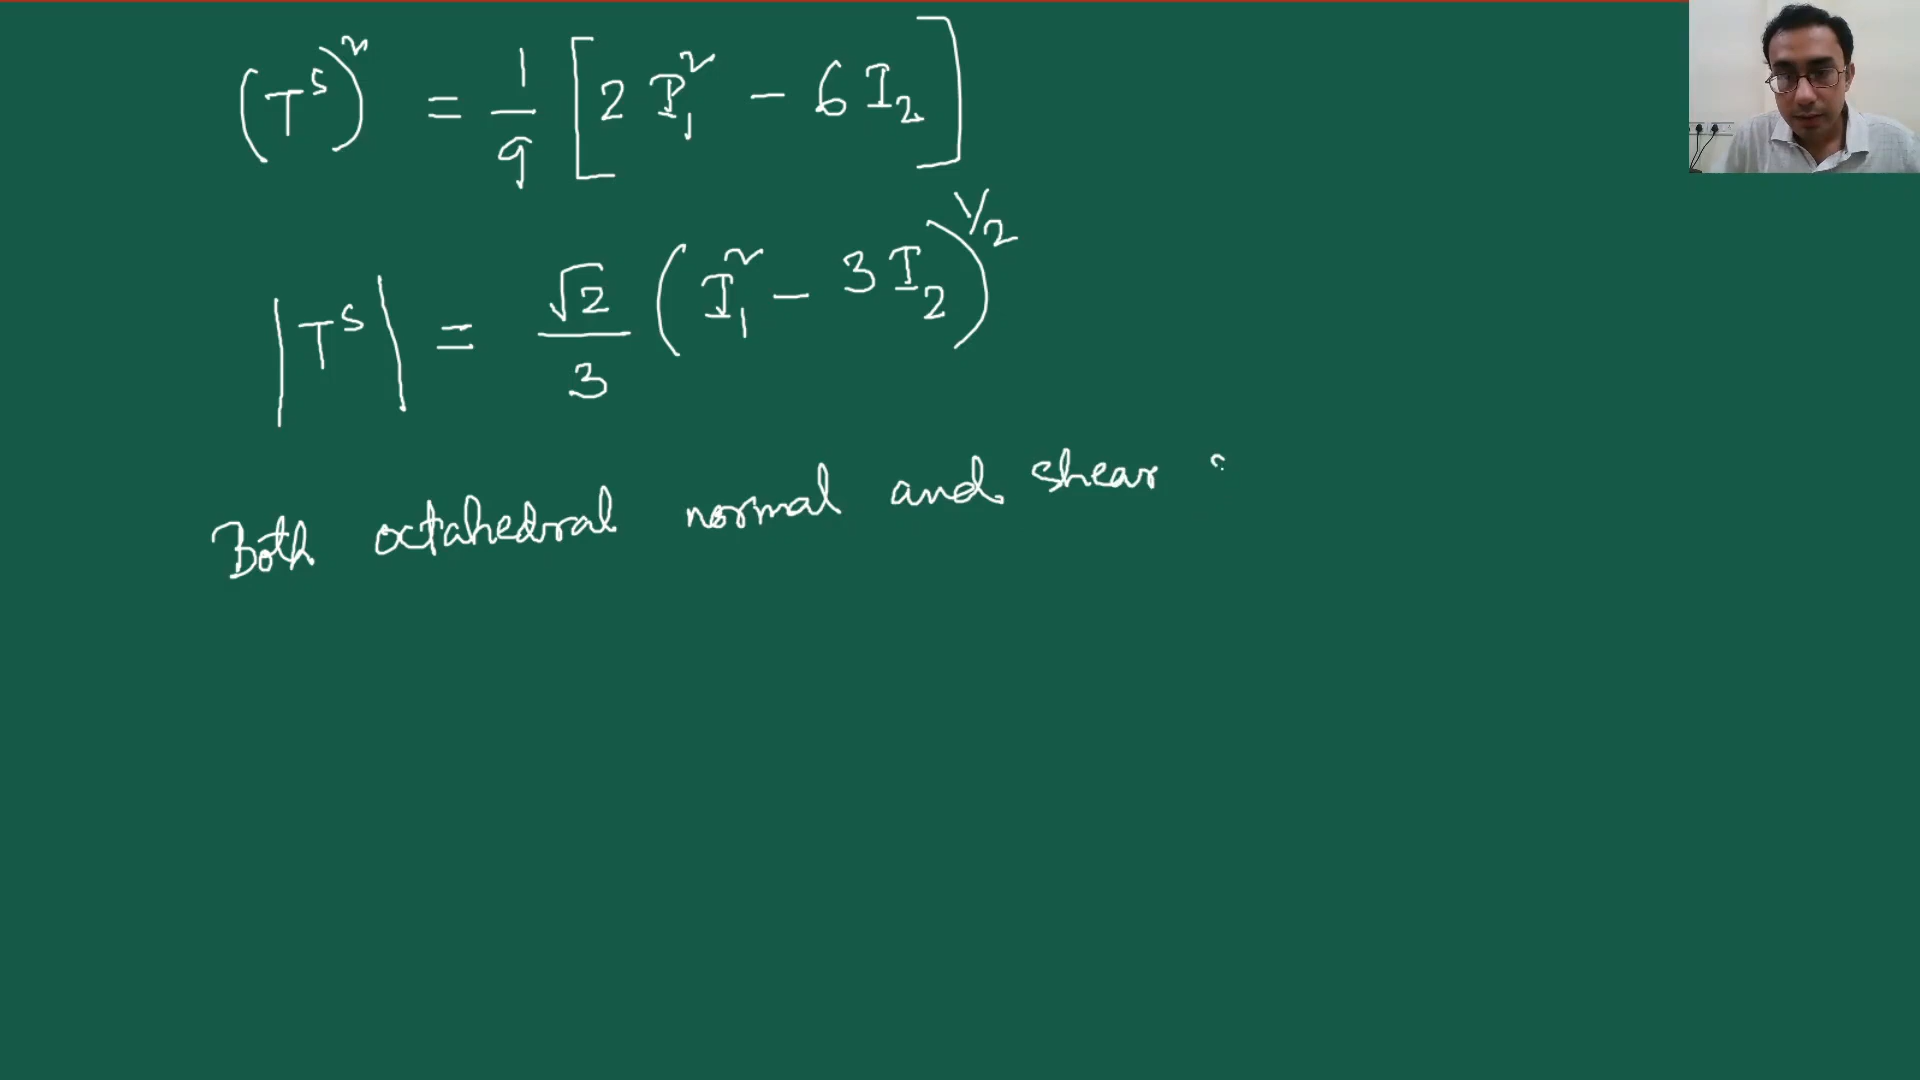 (T^S)^2 = 1/9 [2 I_1^2 - 6 I_2]
|T^S| = √2/3 (I_1^2 - 3 I_2)^1/2
Both octahedral normal and shear